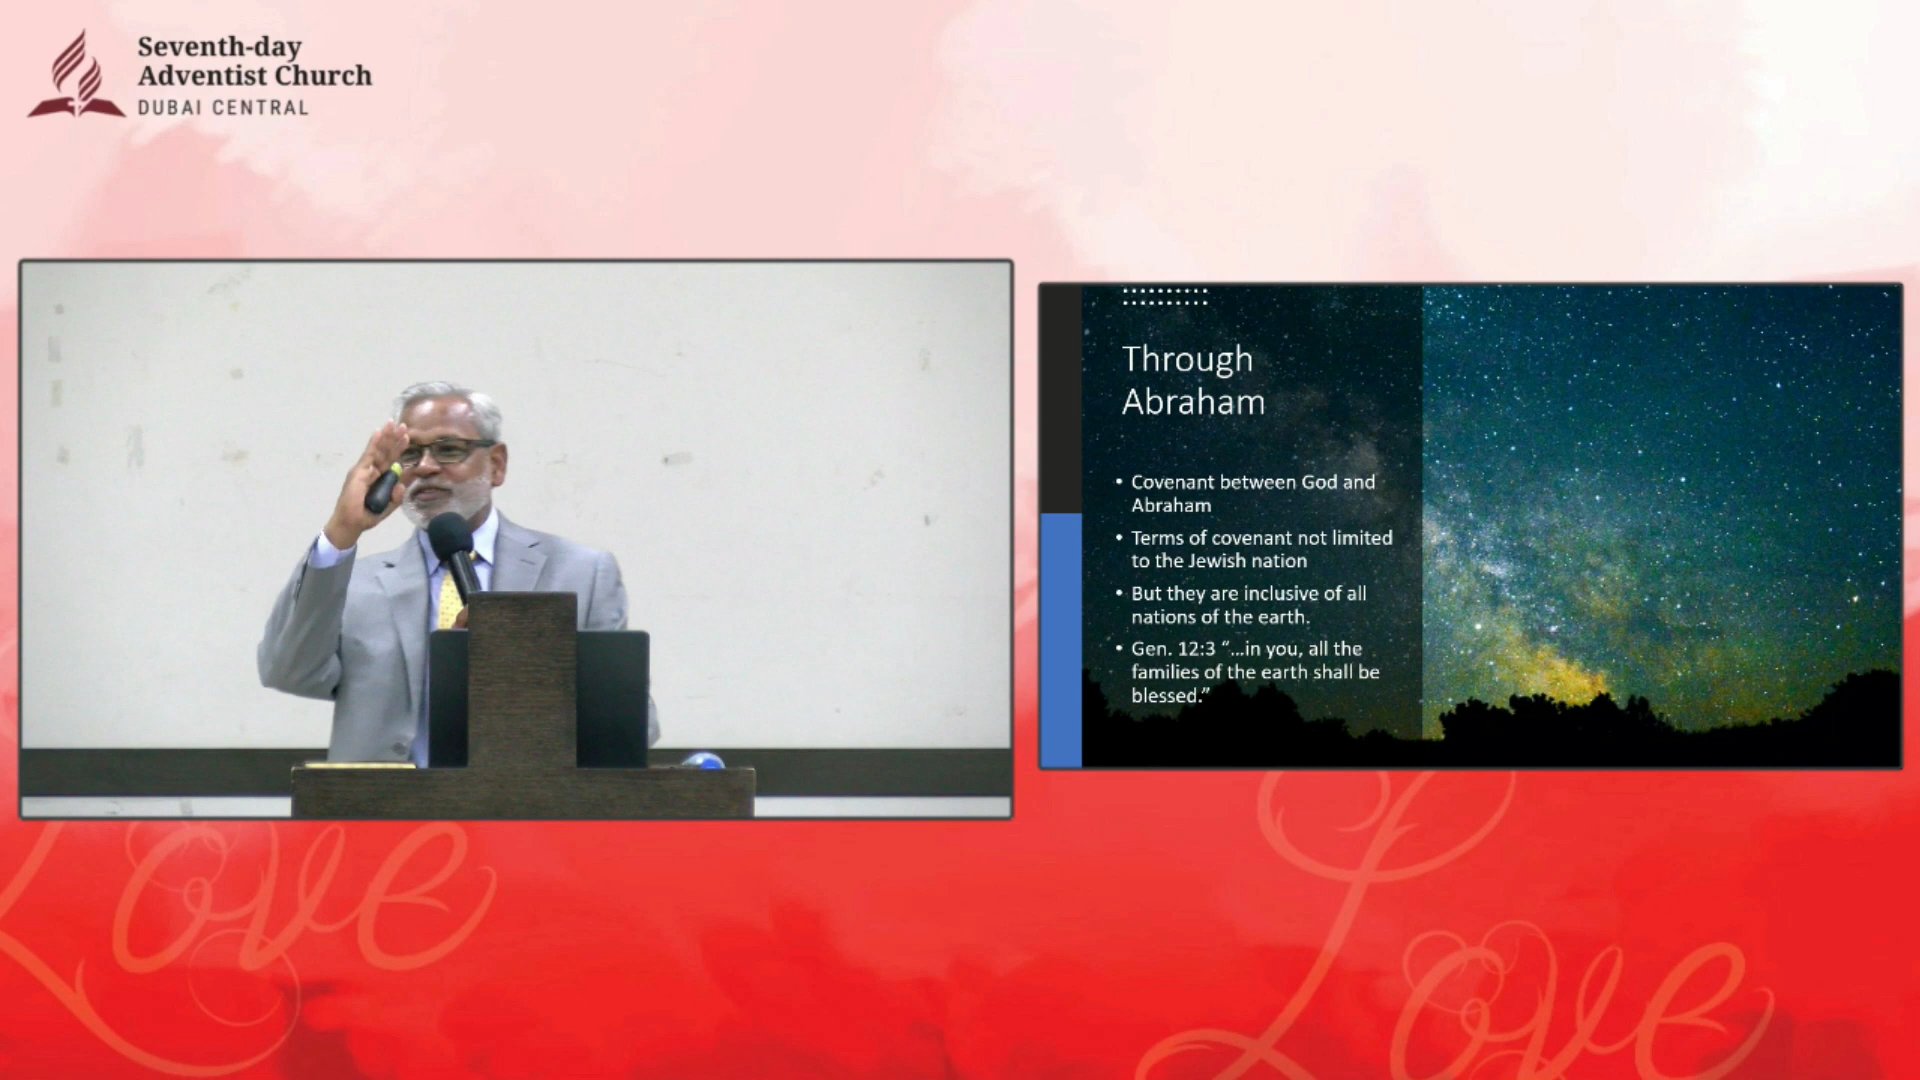 Seventh-day
Adventist Church
DUBAI CENTRAL
Through
Abraham
• Covenant between God and
Abraham
• Terms of covenant not limited
to the Jewish nation
• But they are inclusive of all
nations of the earth.
• Gen. 12:3 “...in you, all the
families of the earth shall be
blessed.”
Love
Love